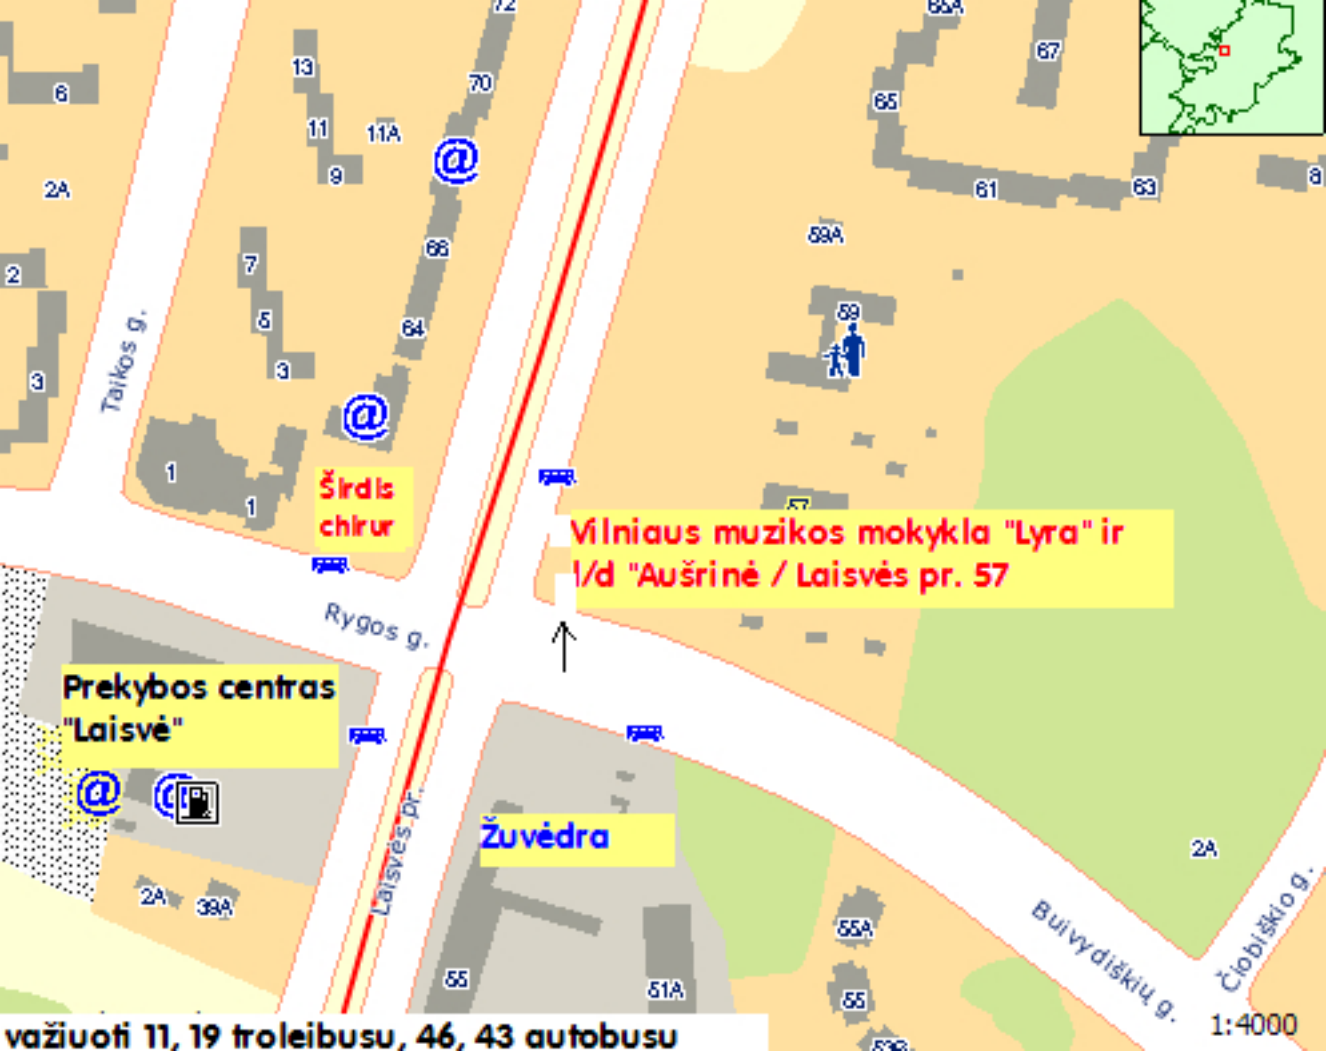 72
65A
13
70
67
6
65
11
11A
@
9
61
63
8
2A
59A
7
66
2
5
59
64
3
3
Taikos g.
@
1
1
Širdis
chirur
57
Vilniaus muzikos mokykla "Lyra" ir
l/d "Aušrinė / Laisvės pr. 57
Rygos g.
Prekybos centras
"Laisvė"
@
@
Laisvės pr.
Žuvėdra
2A
2A
39A
55A
Buivydiškių g.
Čiobiškio g.
55
51A
55
53B
1:4000
važiuoti 11, 19 troleibusu, 46, 43 autobusu